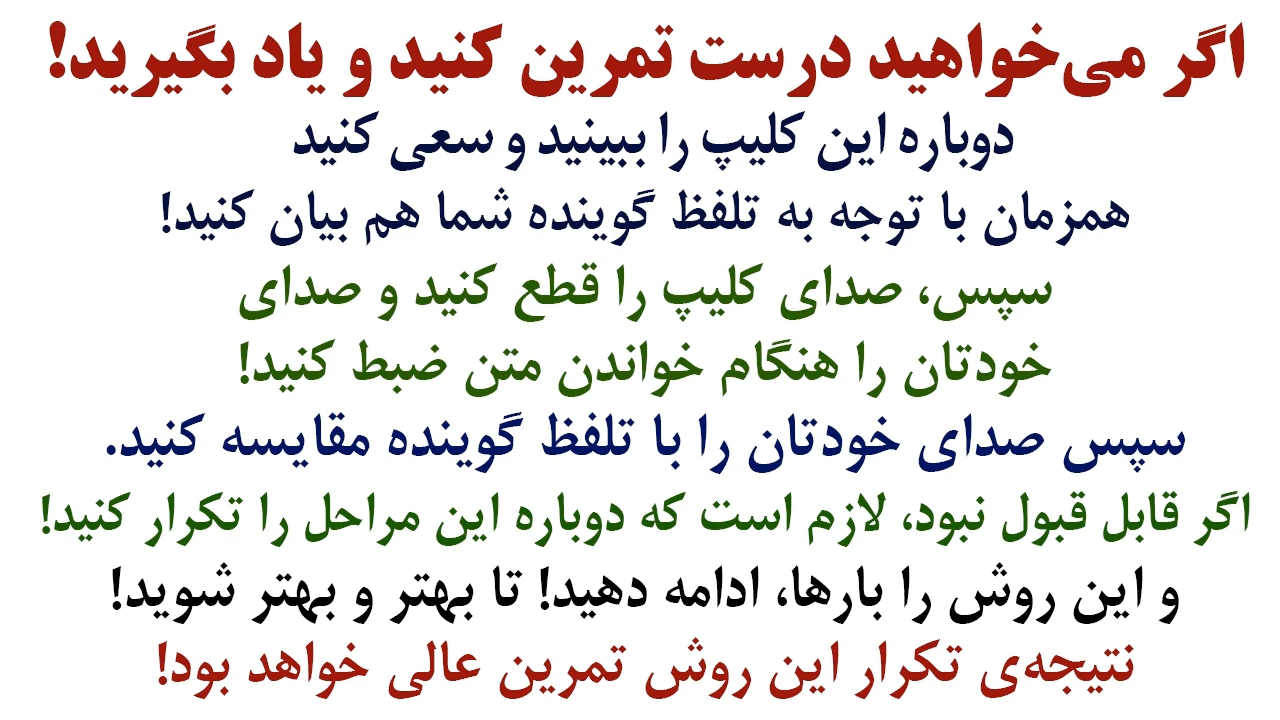 اگر می‌خواهید درست تمرین کنید و یاد بگیرید!
دوباره این کلیپ را ببینید و سعی کنید
همزمان با توجه به تلفظ گوینده شما هم بیان کنید!
سپس، صدای کلیپ را قطع کنید و صدای
خودتان را هنگام خواندن متن ضبط کنید!
سپس صدای خودتان را با تلفظ گوینده مقایسه کنید.
اگر قابل قبول نبود، لازم است که دوباره این مراحل را تکرار کنید!
و این روش را بارها، ادامه دهید! تا بهتر و بهتر شوید!
نتیجه‌ی تکرار این روش تمرین عالی خواهد بود!